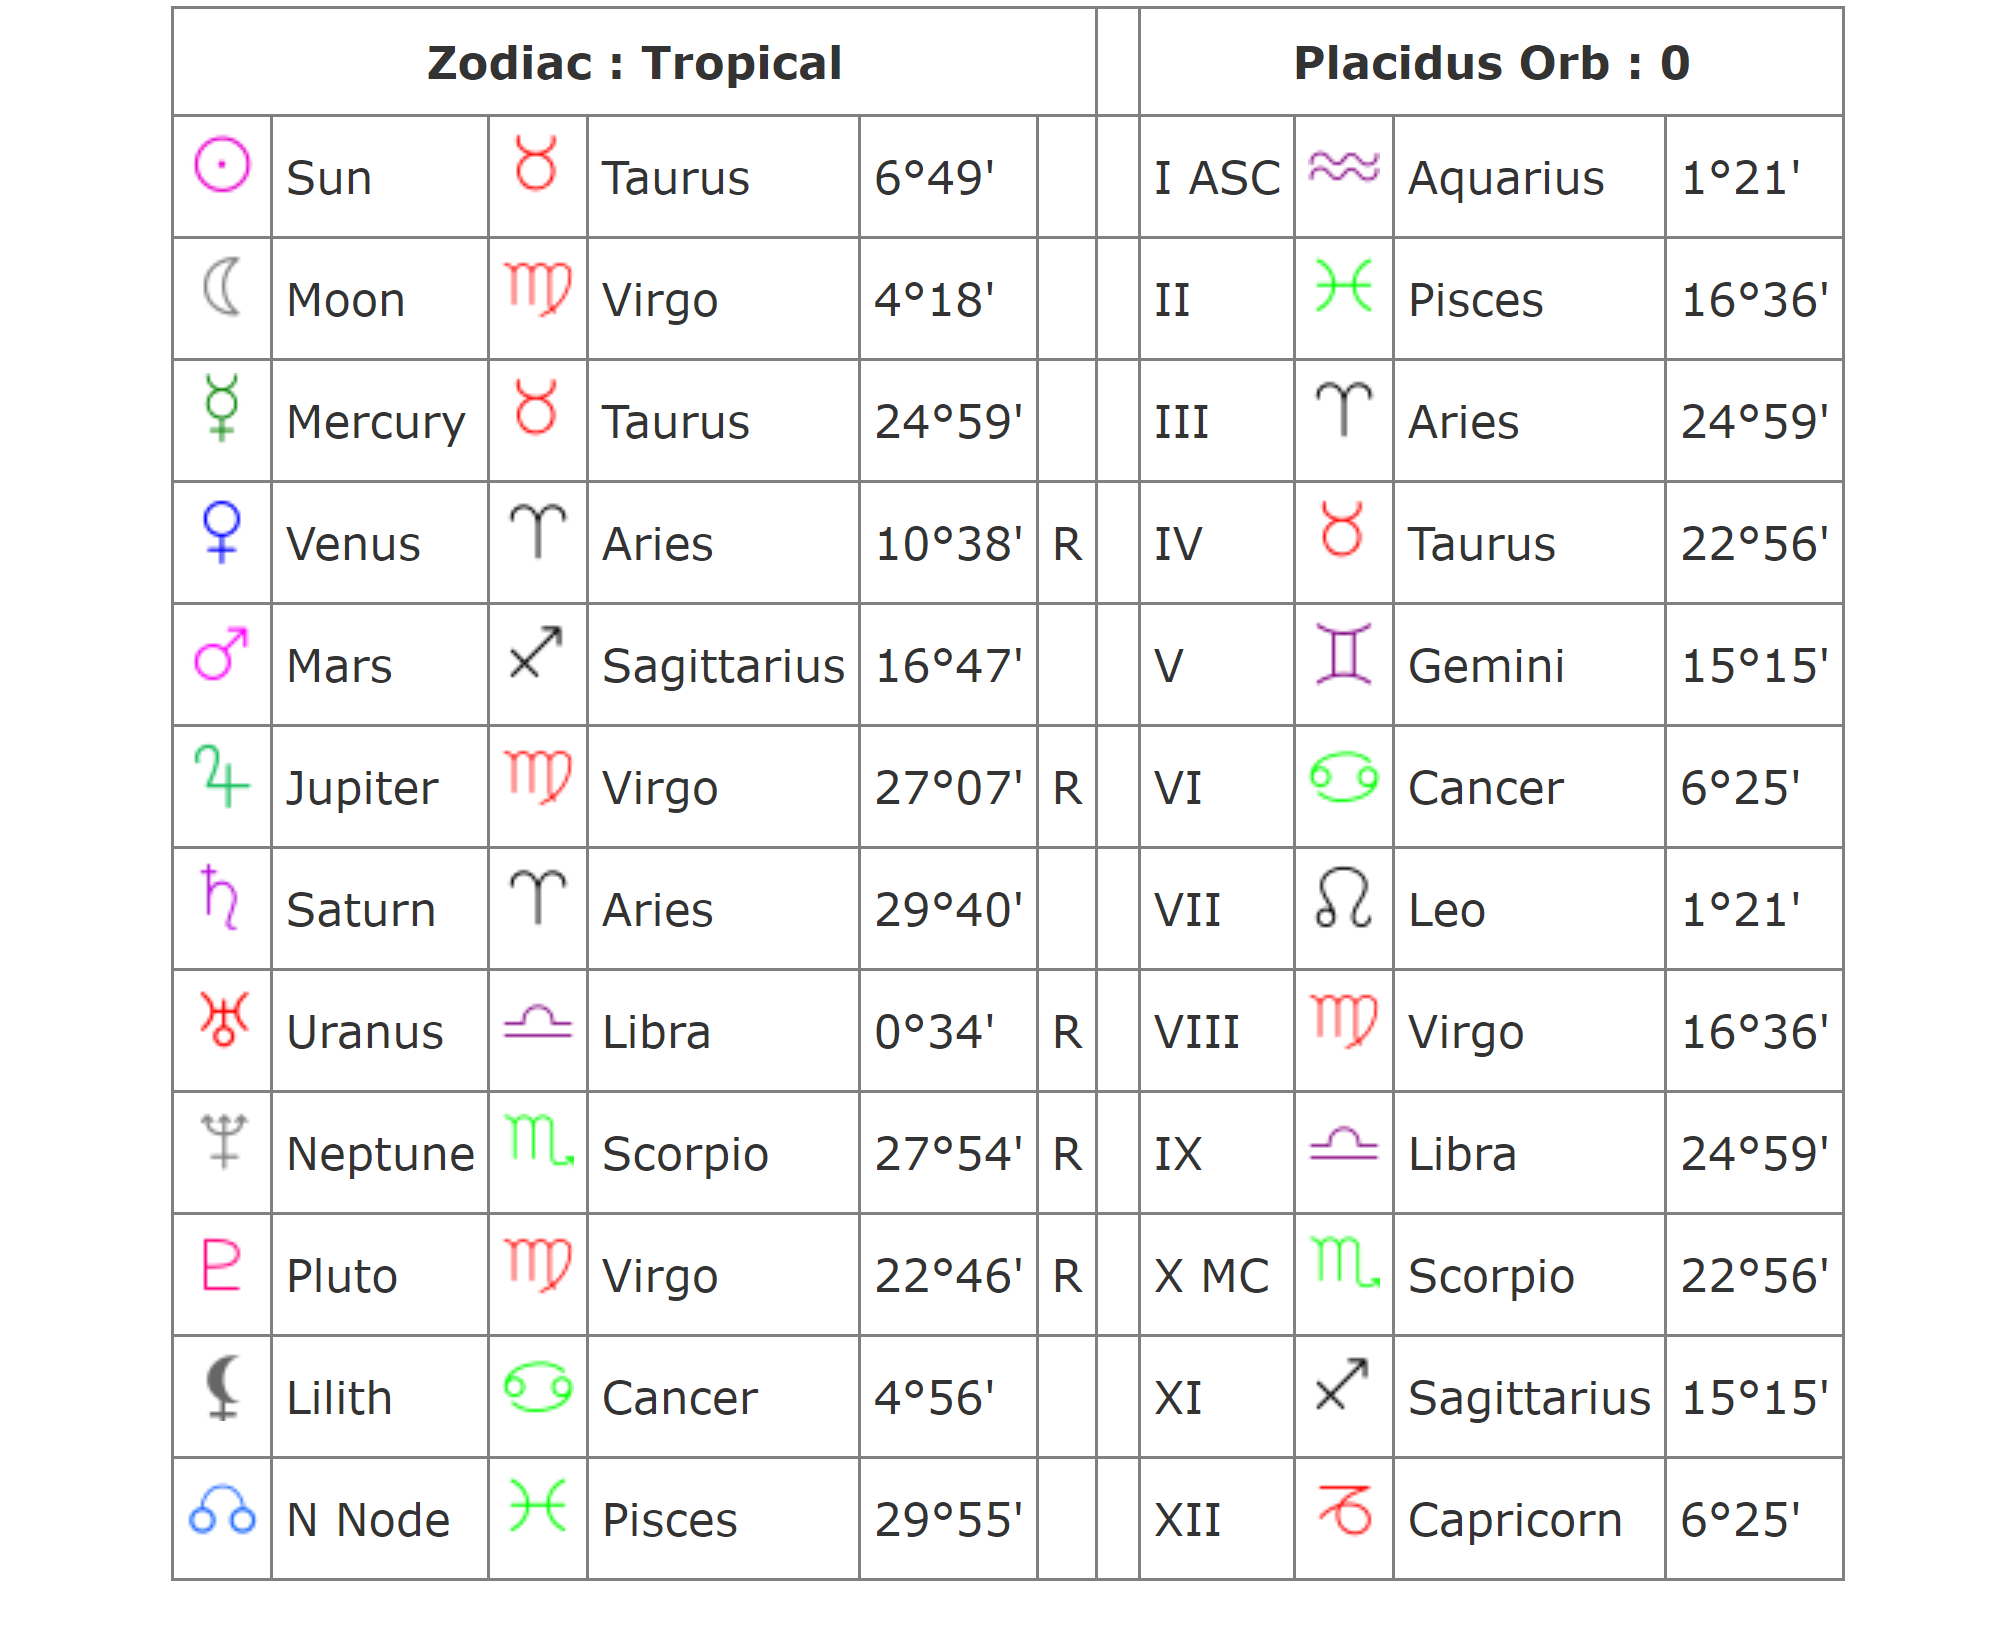 Zodiac : Tropical Placidus Orb : 0
Sun Taurus 6°49' I ASC Aquarius 1°21'
Moon Virgo 4°18' II Pisces 16°36'
Mercury Taurus 24°59' III Aries 24°59'
Venus Aries 10°38' R IV Taurus 22°56'
Mars Sagittarius 16°47' V Gemini 15°15'
Jupiter Virgo 27°07' R VI Cancer 6°25'
Saturn Aries 29°40' VII Leo 1°21'
Uranus Libra 0°34' R VIII Virgo 16°36'
Neptune Scorpio 27°54' R IX Libra 24°59'
Pluto Virgo 22°46' R X MC Scorpio 22°56'
Lilith Cancer 4°56' XI Sagittarius 15°15'
N Node Pisces 29°55' XII Capricorn 6°25'